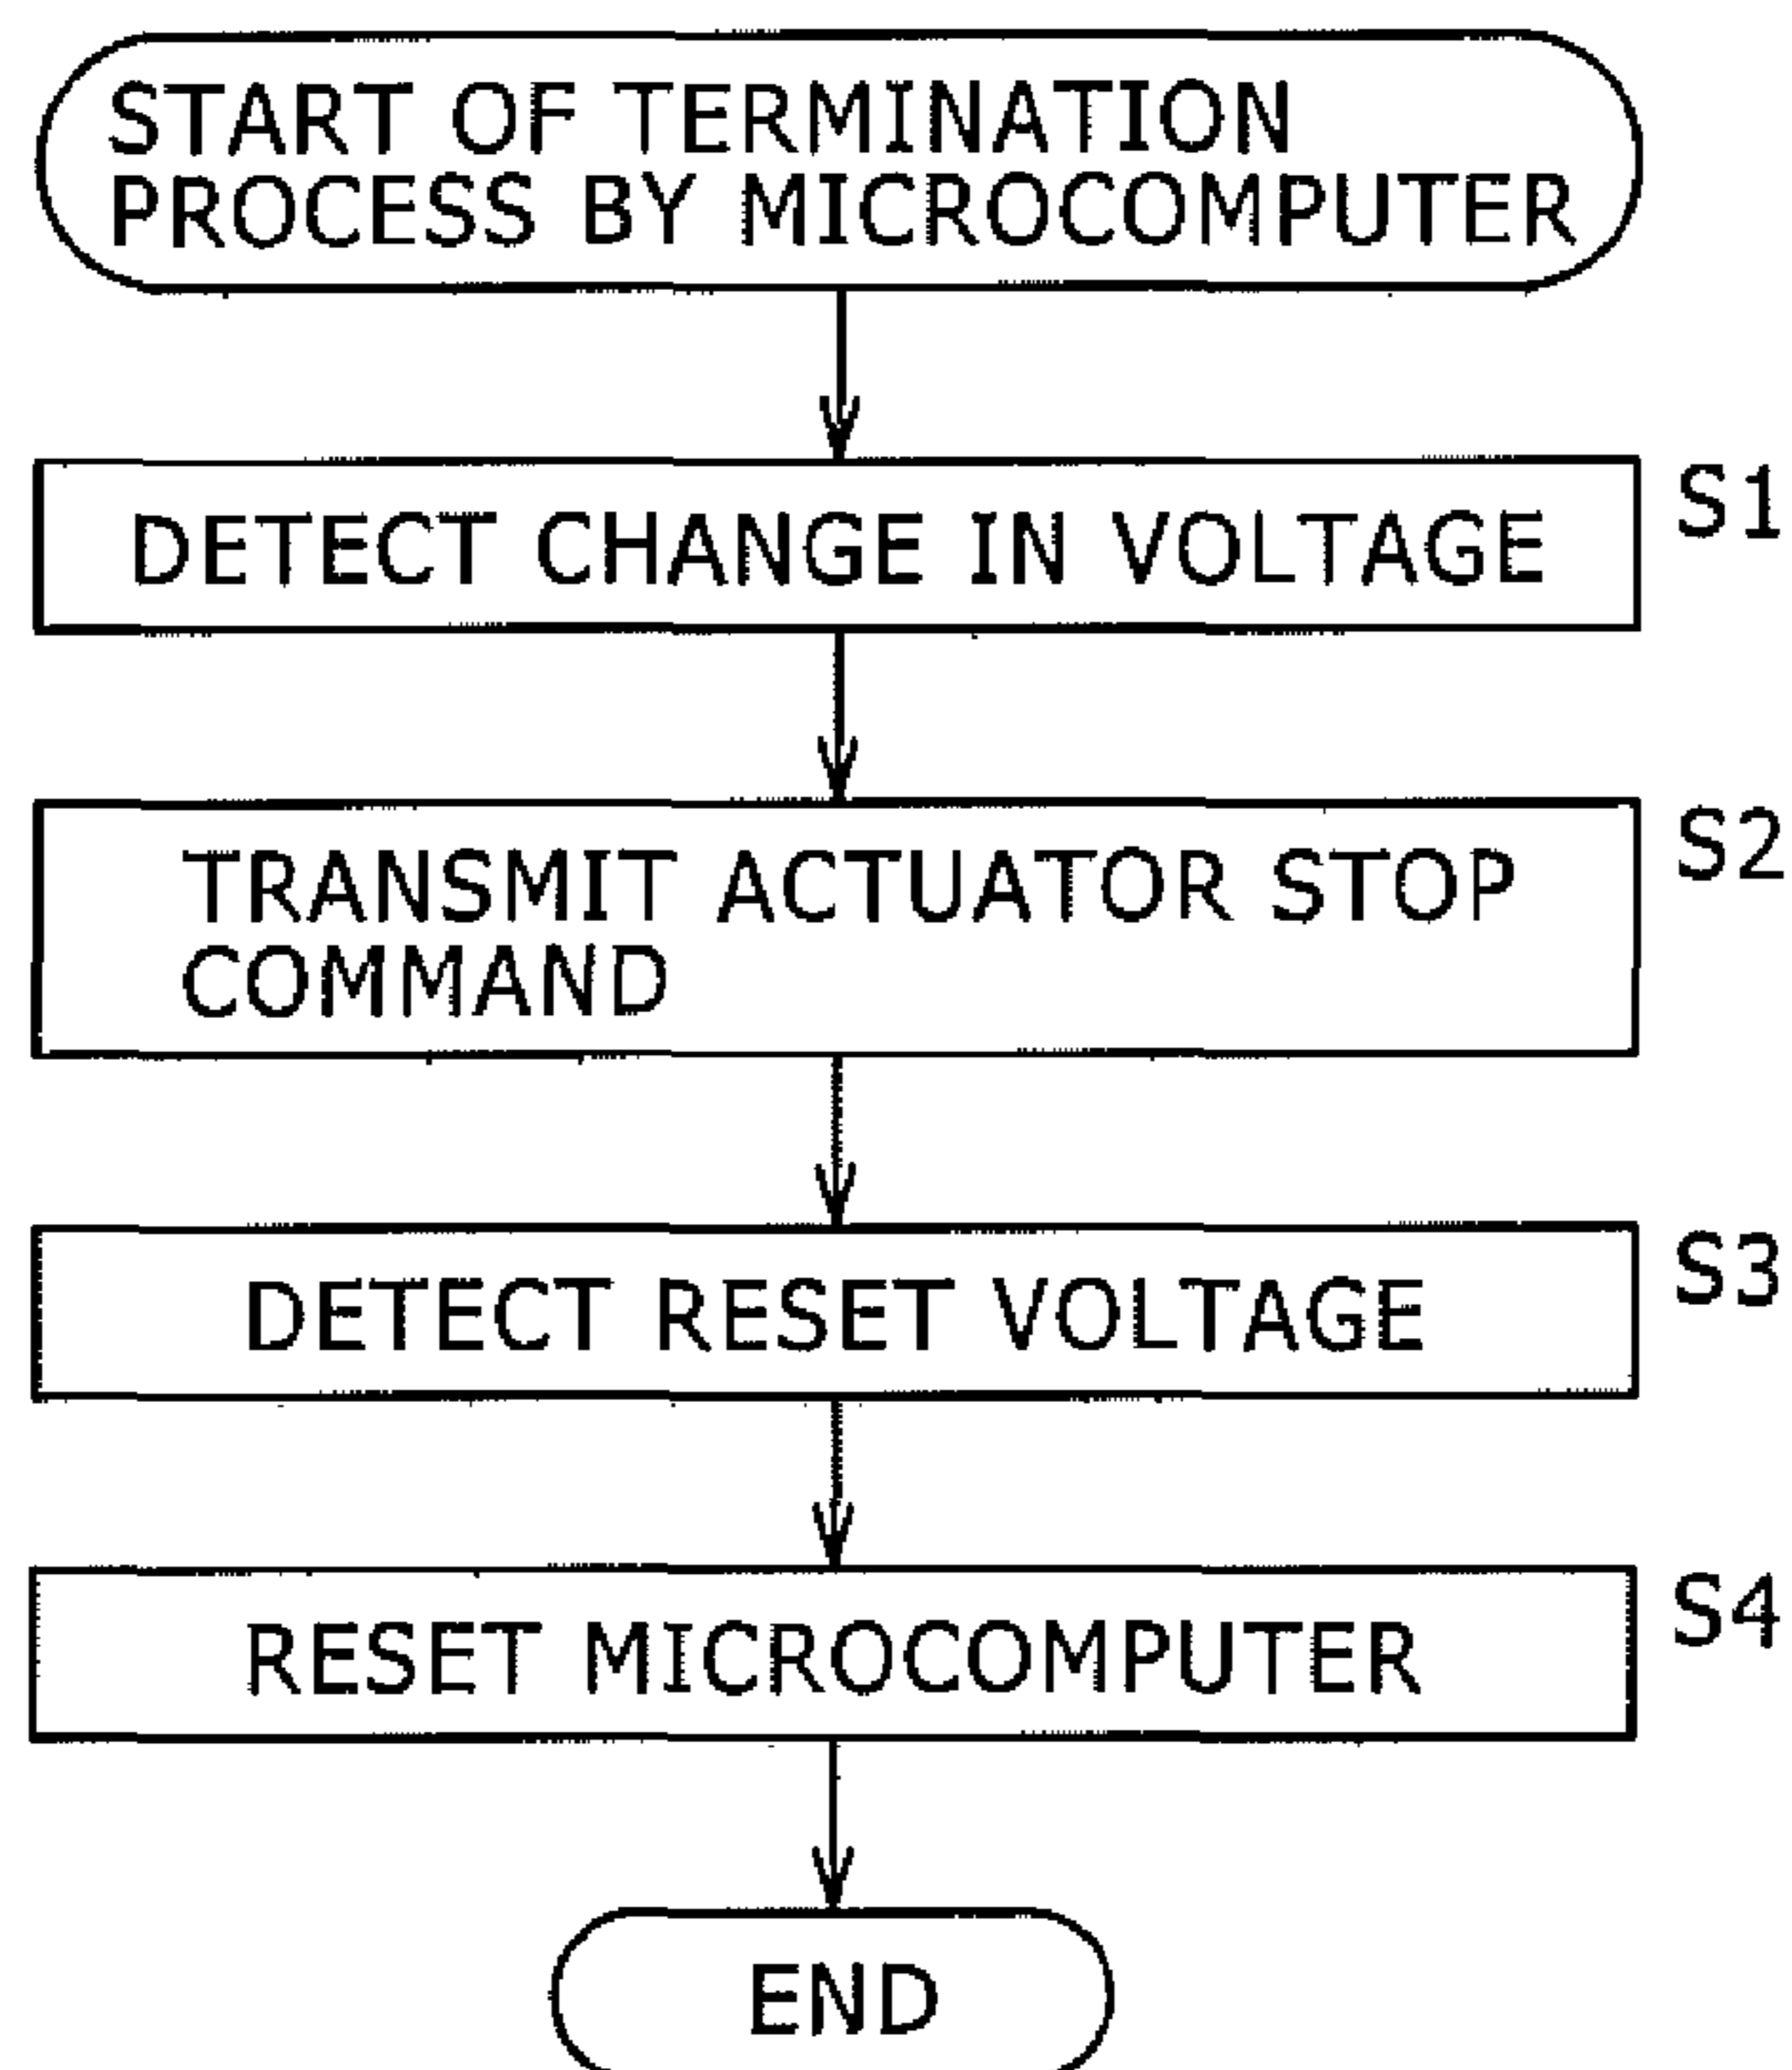 START OF TERMINATION
PROCESS BY MICROCOMPUTER
DETECT CHANGE IN VOLTAGE
S1
TRANSMIT ACTUATOR STOP
COMMAND
S2
DETECT RESET VOLTAGE
S3
RESET MICROCOMPUTER
S4
END